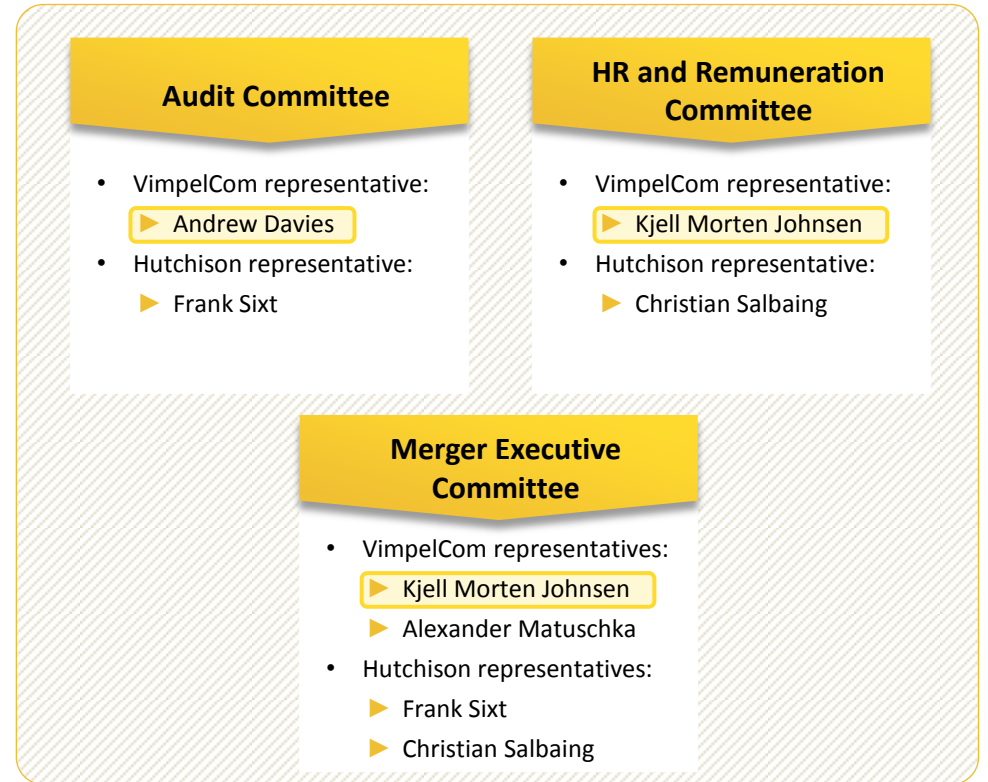 Audit Committee
• VimpelCom representative:
► Andrew Davies
• Hutchison representative:
► Frank Sixt
HR and Remuneration
Committee
• VimpelCom representative:
► Kjell Morten Johnsen
• Hutchison representative:
► Christian Salbaing
Merger Executive
Committee
• VimpelCom representatives:
► Kjell Morten Johnsen
► Alexander Matuschka
• Hutchison representatives:
► Frank Sixt
► Christian Salbaing